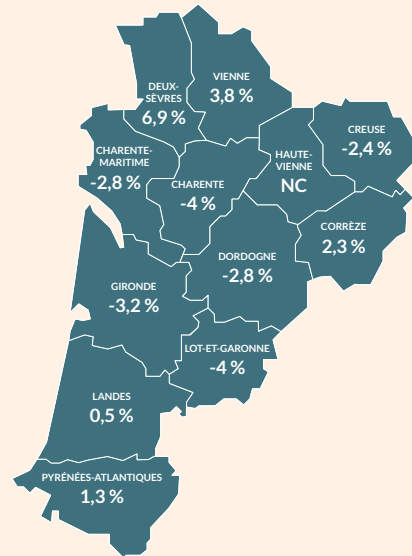 VIENNE
3,8 %
DEUX-
SÈVRES
6,9 %
CREUSE
-2,4 %
CHARENTE-
MARITIME
-2,8 %
HAUTE-
VIENNE
NC
CHARENTE
-4 %
CORRÈZE
2,3 %
DORDOGNE
-2,8 %
GIRONDE
-3,2 %
LOT-ET-GARONNE
-4 %
LANDES
0,5 %
PYRÉNÉES-ATLANTIQUES
1,3 %